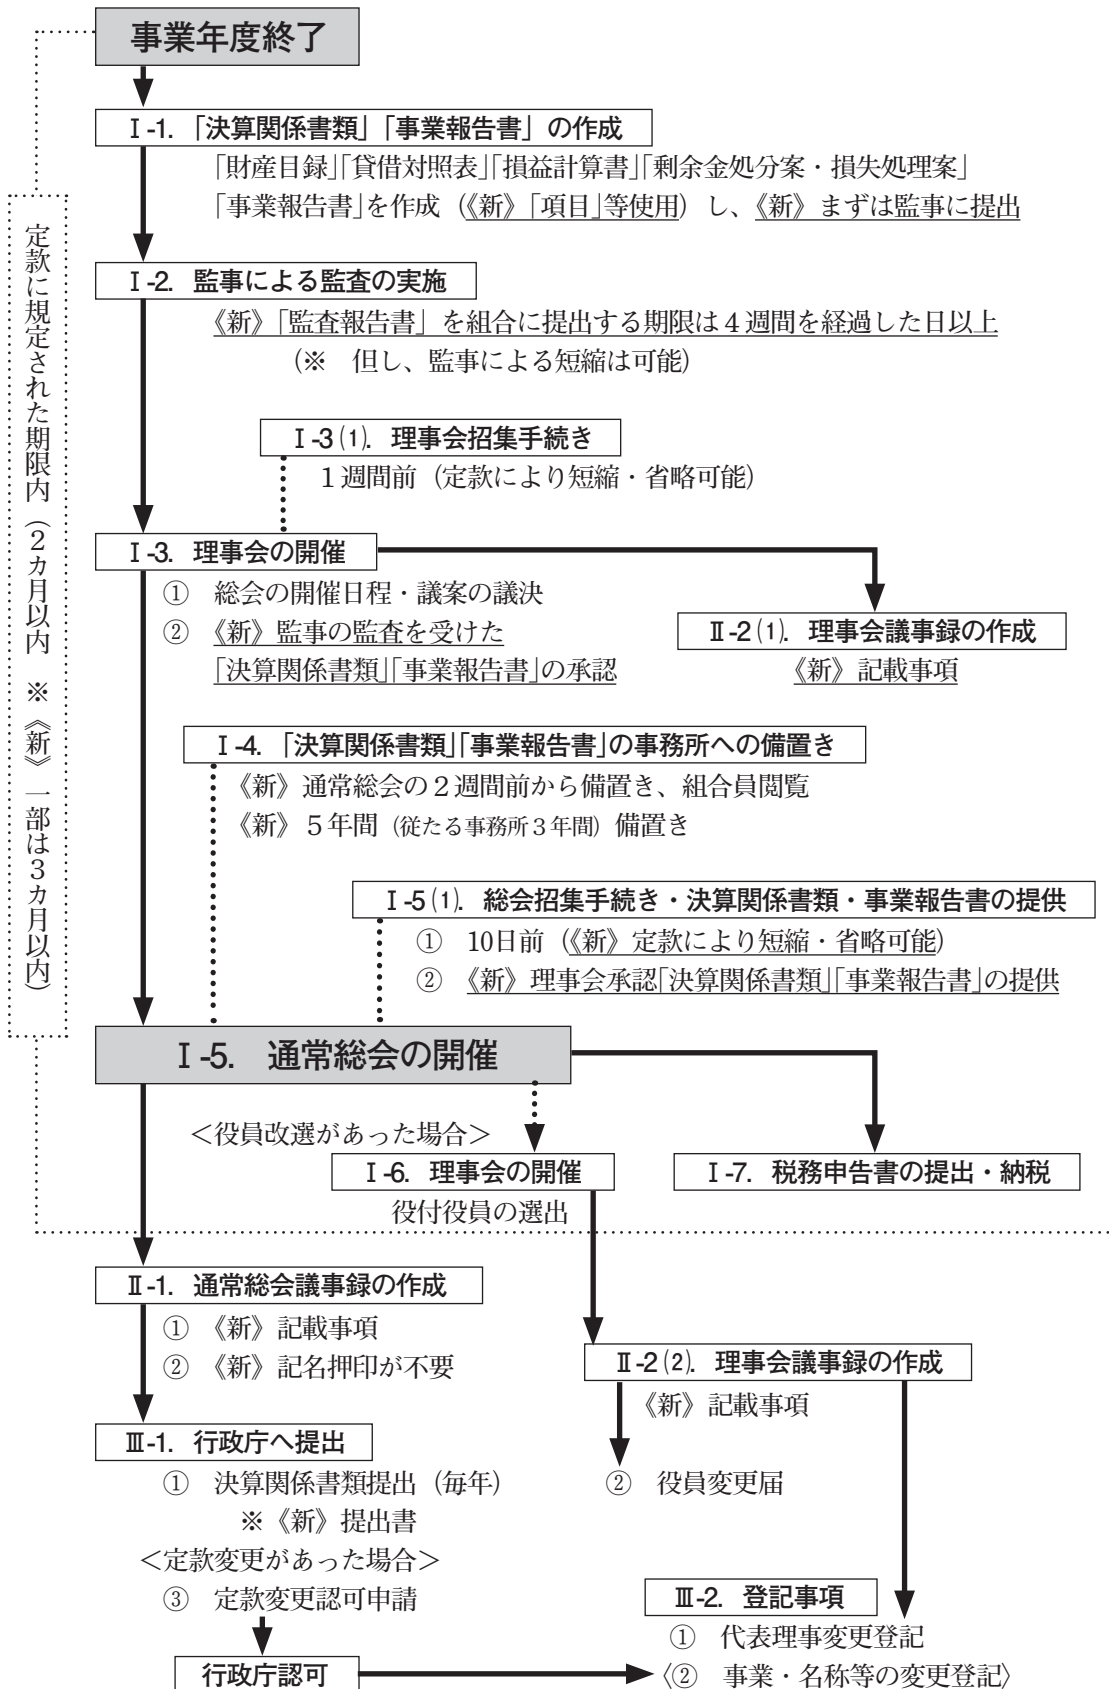 事業年度終了
Ⅰ-1. 「決算関係書類」「事業報告書」の作成
「財産目録」「貸借対照表」「損益計算書」「剰余金処分案・損失処理案」
「事業報告書」を作成（《新》「項目」等使用）し、《新》まずは監事に提出
定款に規定された期限内（２カ月以内　※《新》一部は３カ月以内）
Ⅰ-2. 監事による監査の実施
《新》「監査報告書」を組合に提出する期限は４週間を経過した日以上
（※　但し、監事による短縮は可能）
Ⅰ-3⑴. 理事会招集手続き
１週間前（定款により短縮・省略可能）
Ⅰ-3. 理事会の開催
①　総会の開催日程・議案の議決
②　《新》監事の監査を受けた
「決算関係書類」「事業報告書」の承認
Ⅱ-2⑴. 理事会議事録の作成
《新》記載事項
Ⅰ-4. 「決算関係書類」「事業報告書」の事務所への備置き
《新》通常総会の２週間前から備置き、組合員閲覧
《新》５年間（従たる事務所３年間）備置き
Ⅰ-5⑴. 総会招集手続き・決算関係書類・事業報告書の提供
①　10日前（《新》定款により短縮・省略可能）
②　《新》理事会承認「決算関係書類」「事業報告書」の提供
Ⅰ-5. 通常総会の開催
＜役員改選があった場合＞
Ⅰ-6. 理事会の開催
役付役員の選出
Ⅰ-7. 税務申告書の提出・納税
Ⅱ-1. 通常総会議事録の作成
①　《新》記載事項
②　《新》記名押印が不要
Ⅱ-2⑵. 理事会議事録の作成
《新》記載事項
②　役員変更届
Ⅲ-1. 行政庁へ提出
①　決算関係書類提出（毎年）
※《新》提出書
＜定款変更があった場合＞
③　定款変更認可申請
行政庁認可
Ⅲ-2. 登記事項
①　代表理事変更登記
〈②　事業・名称等の変更登記〉